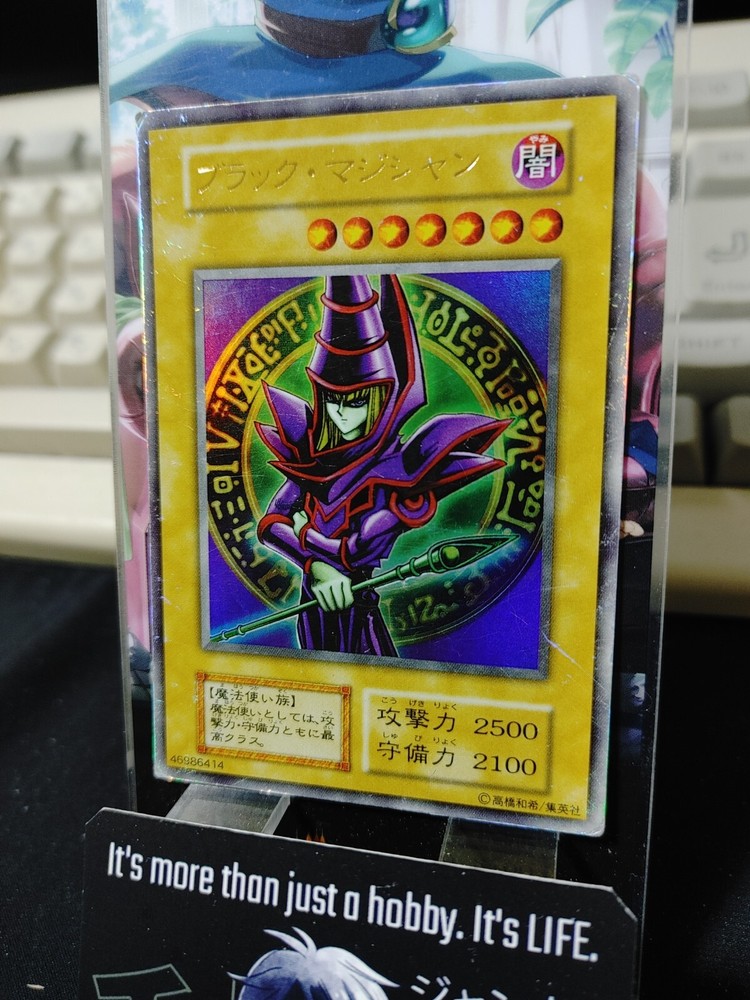 ブラック・マジシャン
やみ
闇
【魔法使い族】
魔法使いとしては、攻
撃力・守備力ともに最
高クラス。
こう げき りょく
攻撃力 2500
しゅ び りょく
守備力 2100
46986414
©高橋和希/集英社
It's more than just a hobby. It's LIFE.